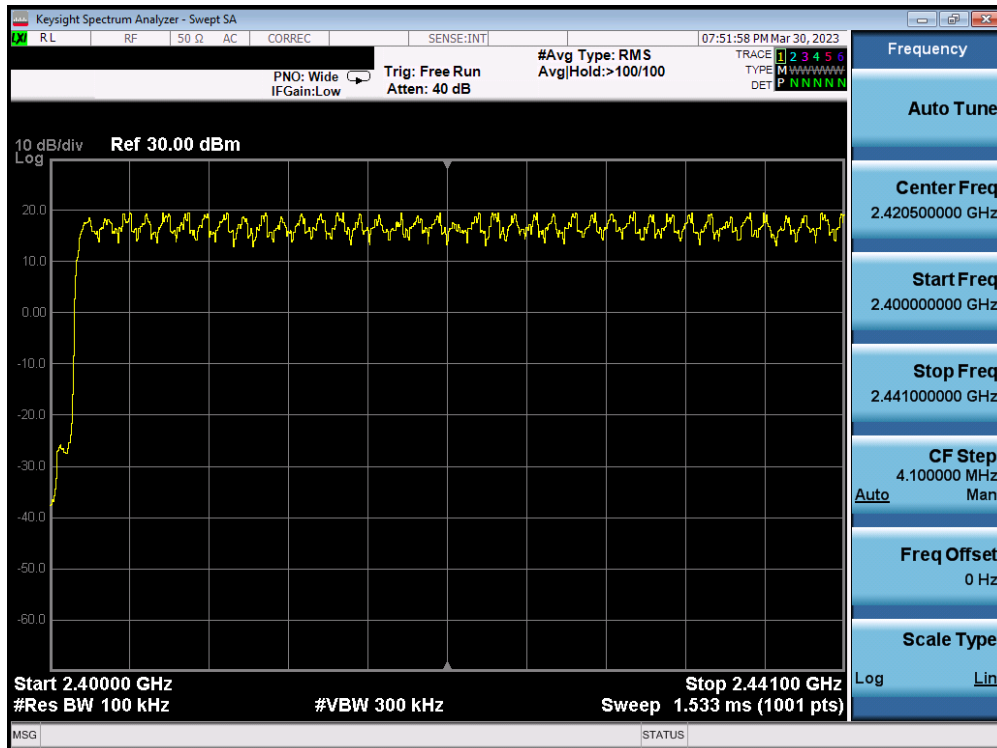 Keysight Spectrum Analyzer - Swept SA
LXI RL RF 50 Ω AC CORREC SENSE:INT 07:51:58 PM Mar 30, 2023
PNO: Wide
IFGain:Low
Trig: Free Run
Atten: 40 dB
#Avg Type: RMS
Avg|Hold:>100/100
TRACE 1 2 3 4 5 6
TYPE M WWWWW
DET P N N N N N
10 dB/div Ref 30.00 dBm
Log
20.0
10.0
0.00
-10.0
-20.0
-30.0
-40.0
-50.0
-60.0
Start 2.40000 GHz Stop 2.44100 GHz
#Res BW 100 kHz #VBW 300 kHz Sweep 1.533 ms (1001 pts)
MSG STATUS
Frequency
Auto Tune
Center Freq
2.420500000 GHz
Start Freq
2.400000000 GHz
Stop Freq
2.441000000 GHz
CF Step
4.100000 MHz
Auto Man
Freq Offset
0 Hz
Scale Type
Log Lin